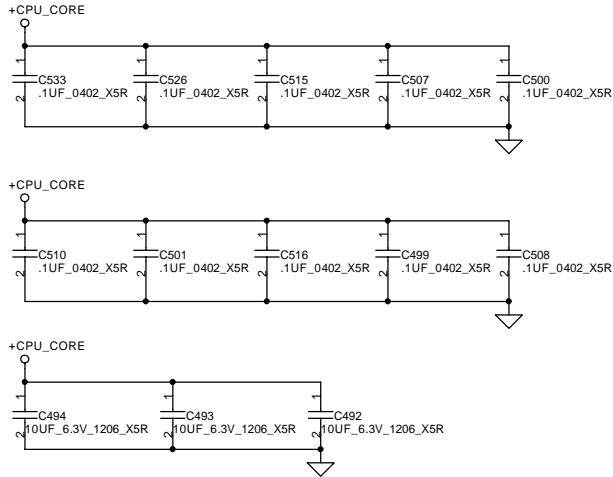 +CPU_CORE
1 1 1 1 1
C533 C526 C515 C507 C500
.1UF_0402_X5R .1UF_0402_X5R .1UF_0402_X5R .1UF_0402_X5R .1UF_0402_X5R
2 2 2 2 2
+CPU_CORE
1 1 1 1 1
C510 C501 C516 C499 C508
.1UF_0402_X5R .1UF_0402_X5R .1UF_0402_X5R .1UF_0402_X5R .1UF_0402_X5R
2 2 2 2 2
+CPU_CORE
1 1 1
C494 C493 C492
10UF_6.3V_1206_X5R 10UF_6.3V_1206_X5R 10UF_6.3V_1206_X5R
2 2 2